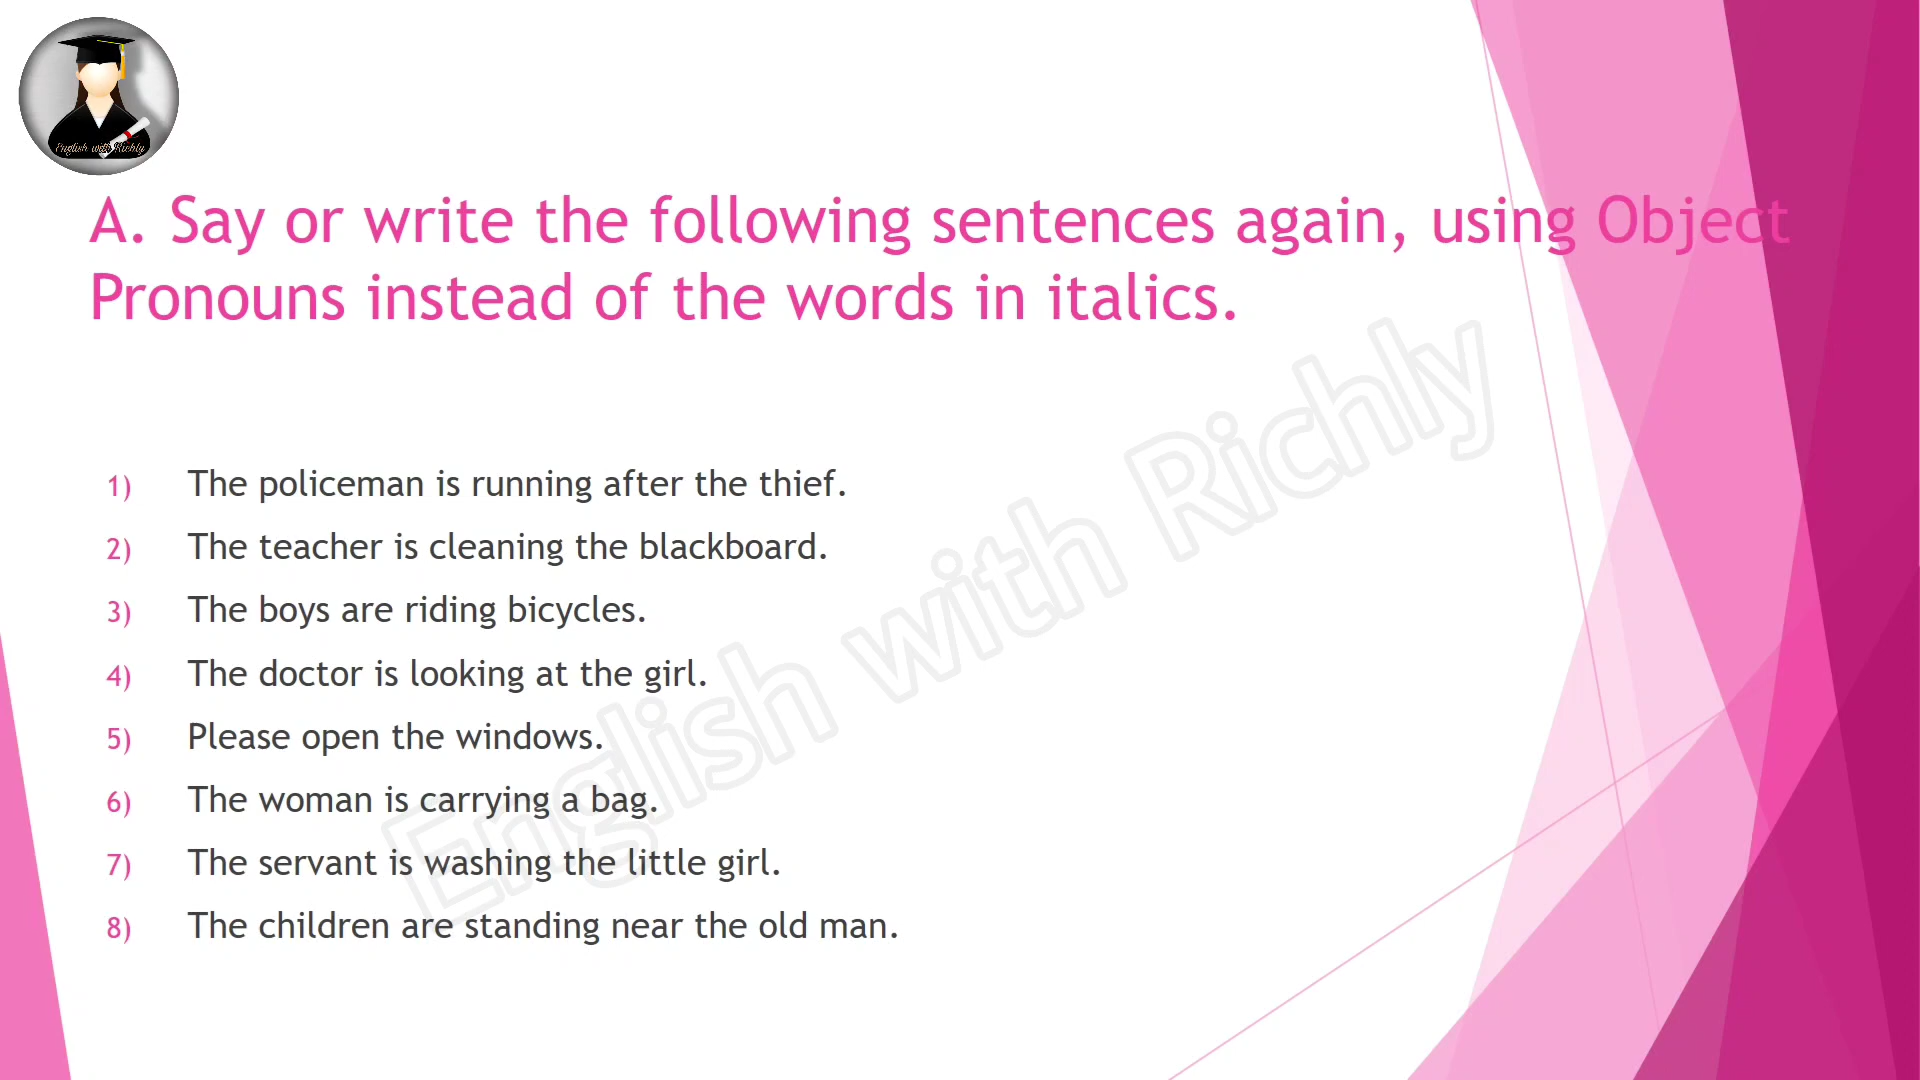 English with Richly
A. Say or write the following sentences again, using Object
Pronouns instead of the words in italics.
1) The policeman is running after the thief.
2) The teacher is cleaning the blackboard.
3) The boys are riding bicycles.
4) The doctor is looking at the girl.
5) Please open the windows.
6) The woman is carrying a bag.
7) The servant is washing the little girl.
8) The children are standing near the old man.
English with Richly